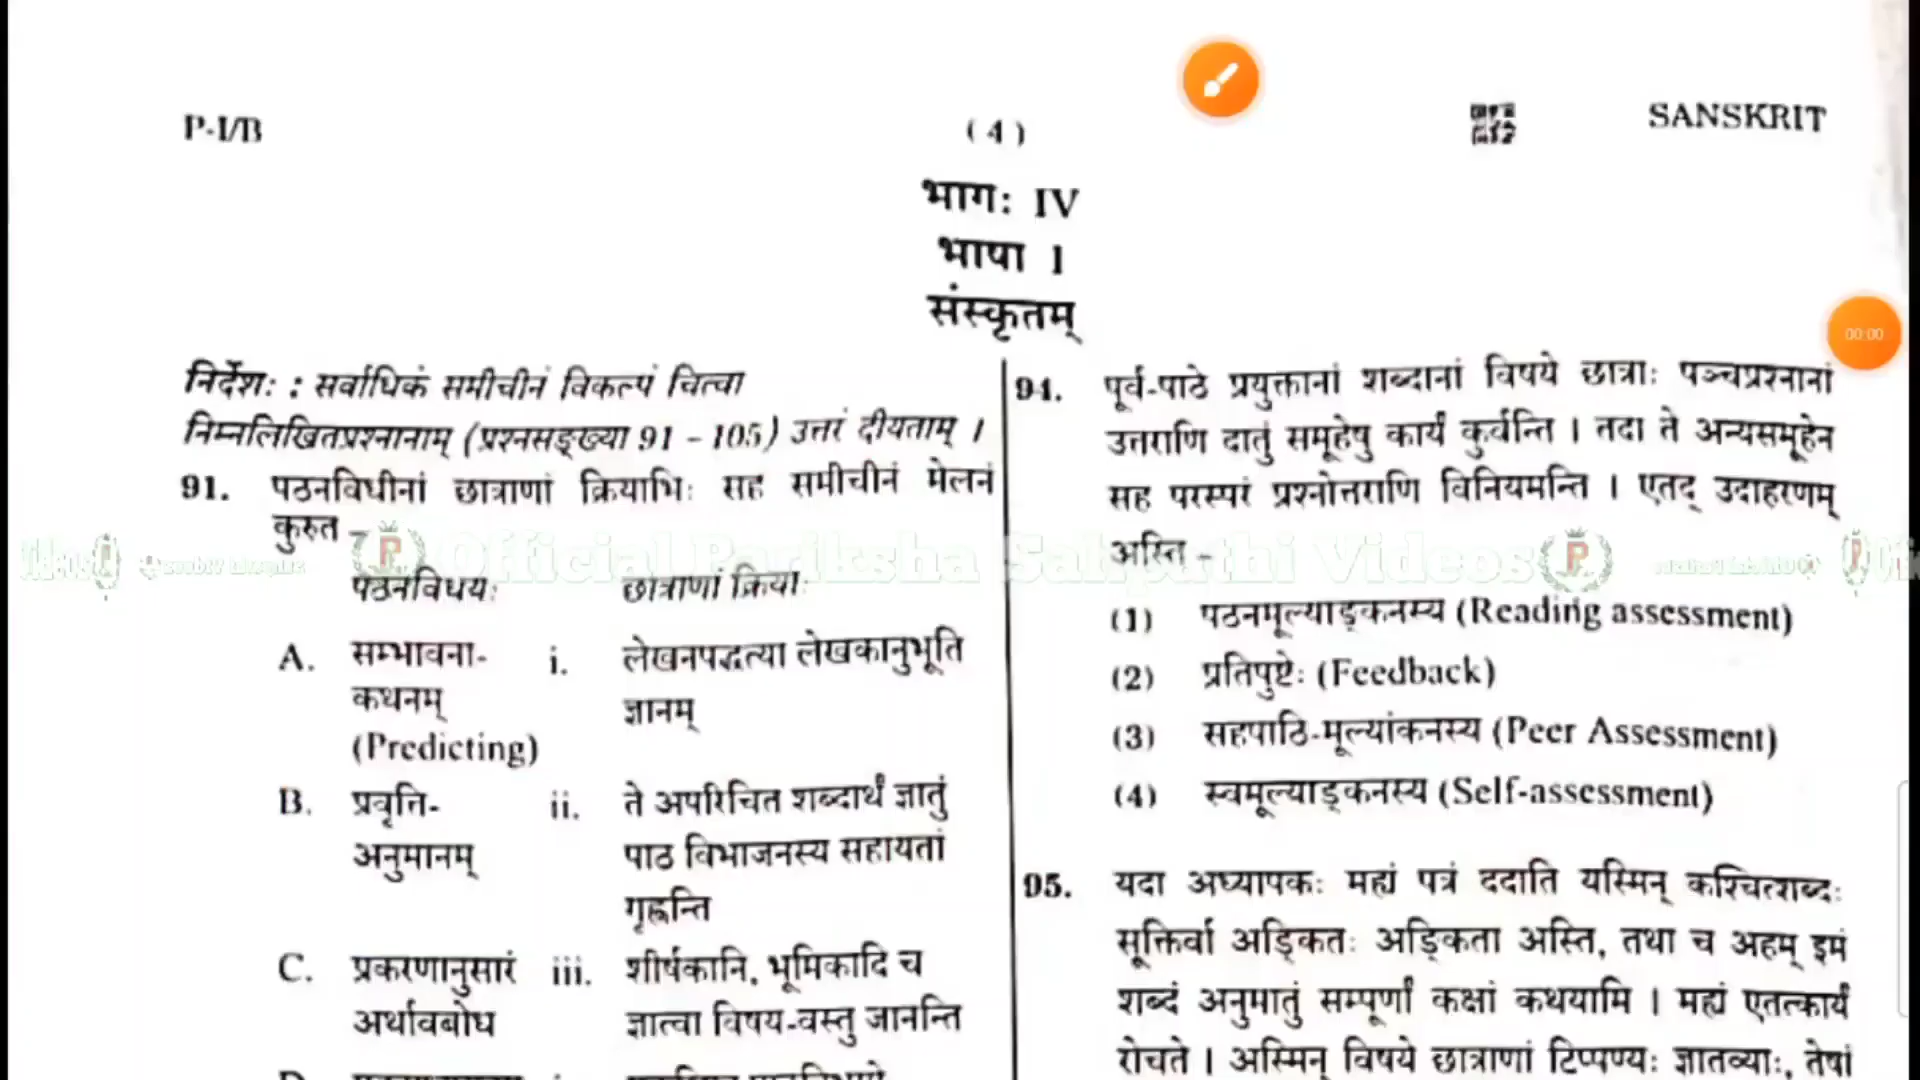 P-I/B
( 4 )
SANSKRIT
भागः IV
भाषा I
संस्कृतम्
निर्देशः : सर्वाधिकं समीचीनं विकल्पं चित्वा
निम्नलिखितप्रश्नानाम् (प्रश्नसङ्ख्या 91 – 105) उत्तरं दीयताम् ।
91. पठनविधीनां छात्राणां क्रियाभिः सह समीचीनं मेलनं
कुरुत –
पठनविधयः छात्राणां क्रियाः
A. सम्भावना- i. लेखनपद्धत्या लेखकानुभूति
कथनम् ज्ञानम्
(Predicting)
B. प्रवृत्ति- ii. ते अपरिचित शब्दार्थं ज्ञातुं
अनुमानम् पाठ विभाजनस्य सहायतां
गृह्णन्ति
C. प्रकरणानुसारं iii. शीर्षकानि, भूमिकादि च
अर्थावबोध ज्ञात्वा विषय-वस्तु जानन्ति
94. पूर्व-पाठे प्रयुक्तानां शब्दानां विषये छात्राः पञ्चप्रश्नानां
उत्तराणि दातुं समूहेषु कार्यं कुर्वन्ति । तदा ते अन्यसमूहेन
सह परस्परं प्रश्नोत्तराणि विनियमन्ति । एतद् उदाहरणम्
अस्ति –
(1) पठनमूल्याङ्कनस्य (Reading assessment)
(2) प्रतिपुष्टेः (Feedback)
(3) सहपाठि-मूल्यांकनस्य (Peer Assessment)
(4) स्वमूल्याङ्कनस्य (Self-assessment)
95. यदा अध्यापकः मह्यं पत्रं ददाति यस्मिन् कश्चित्शब्दः
सूक्तिर्वा अङ्कितः अङ्किता अस्ति, तथा च अहम् इमं
शब्दं अनुमातुं सम्पूर्णां कक्षां कथयामि । मह्यं एतत्कार्यं
रोचते । अस्मिन् विषये छात्राणां टिप्पण्यः ज्ञातव्याः, तेषां
Official Pariksha Sahpathi Videos
00:00